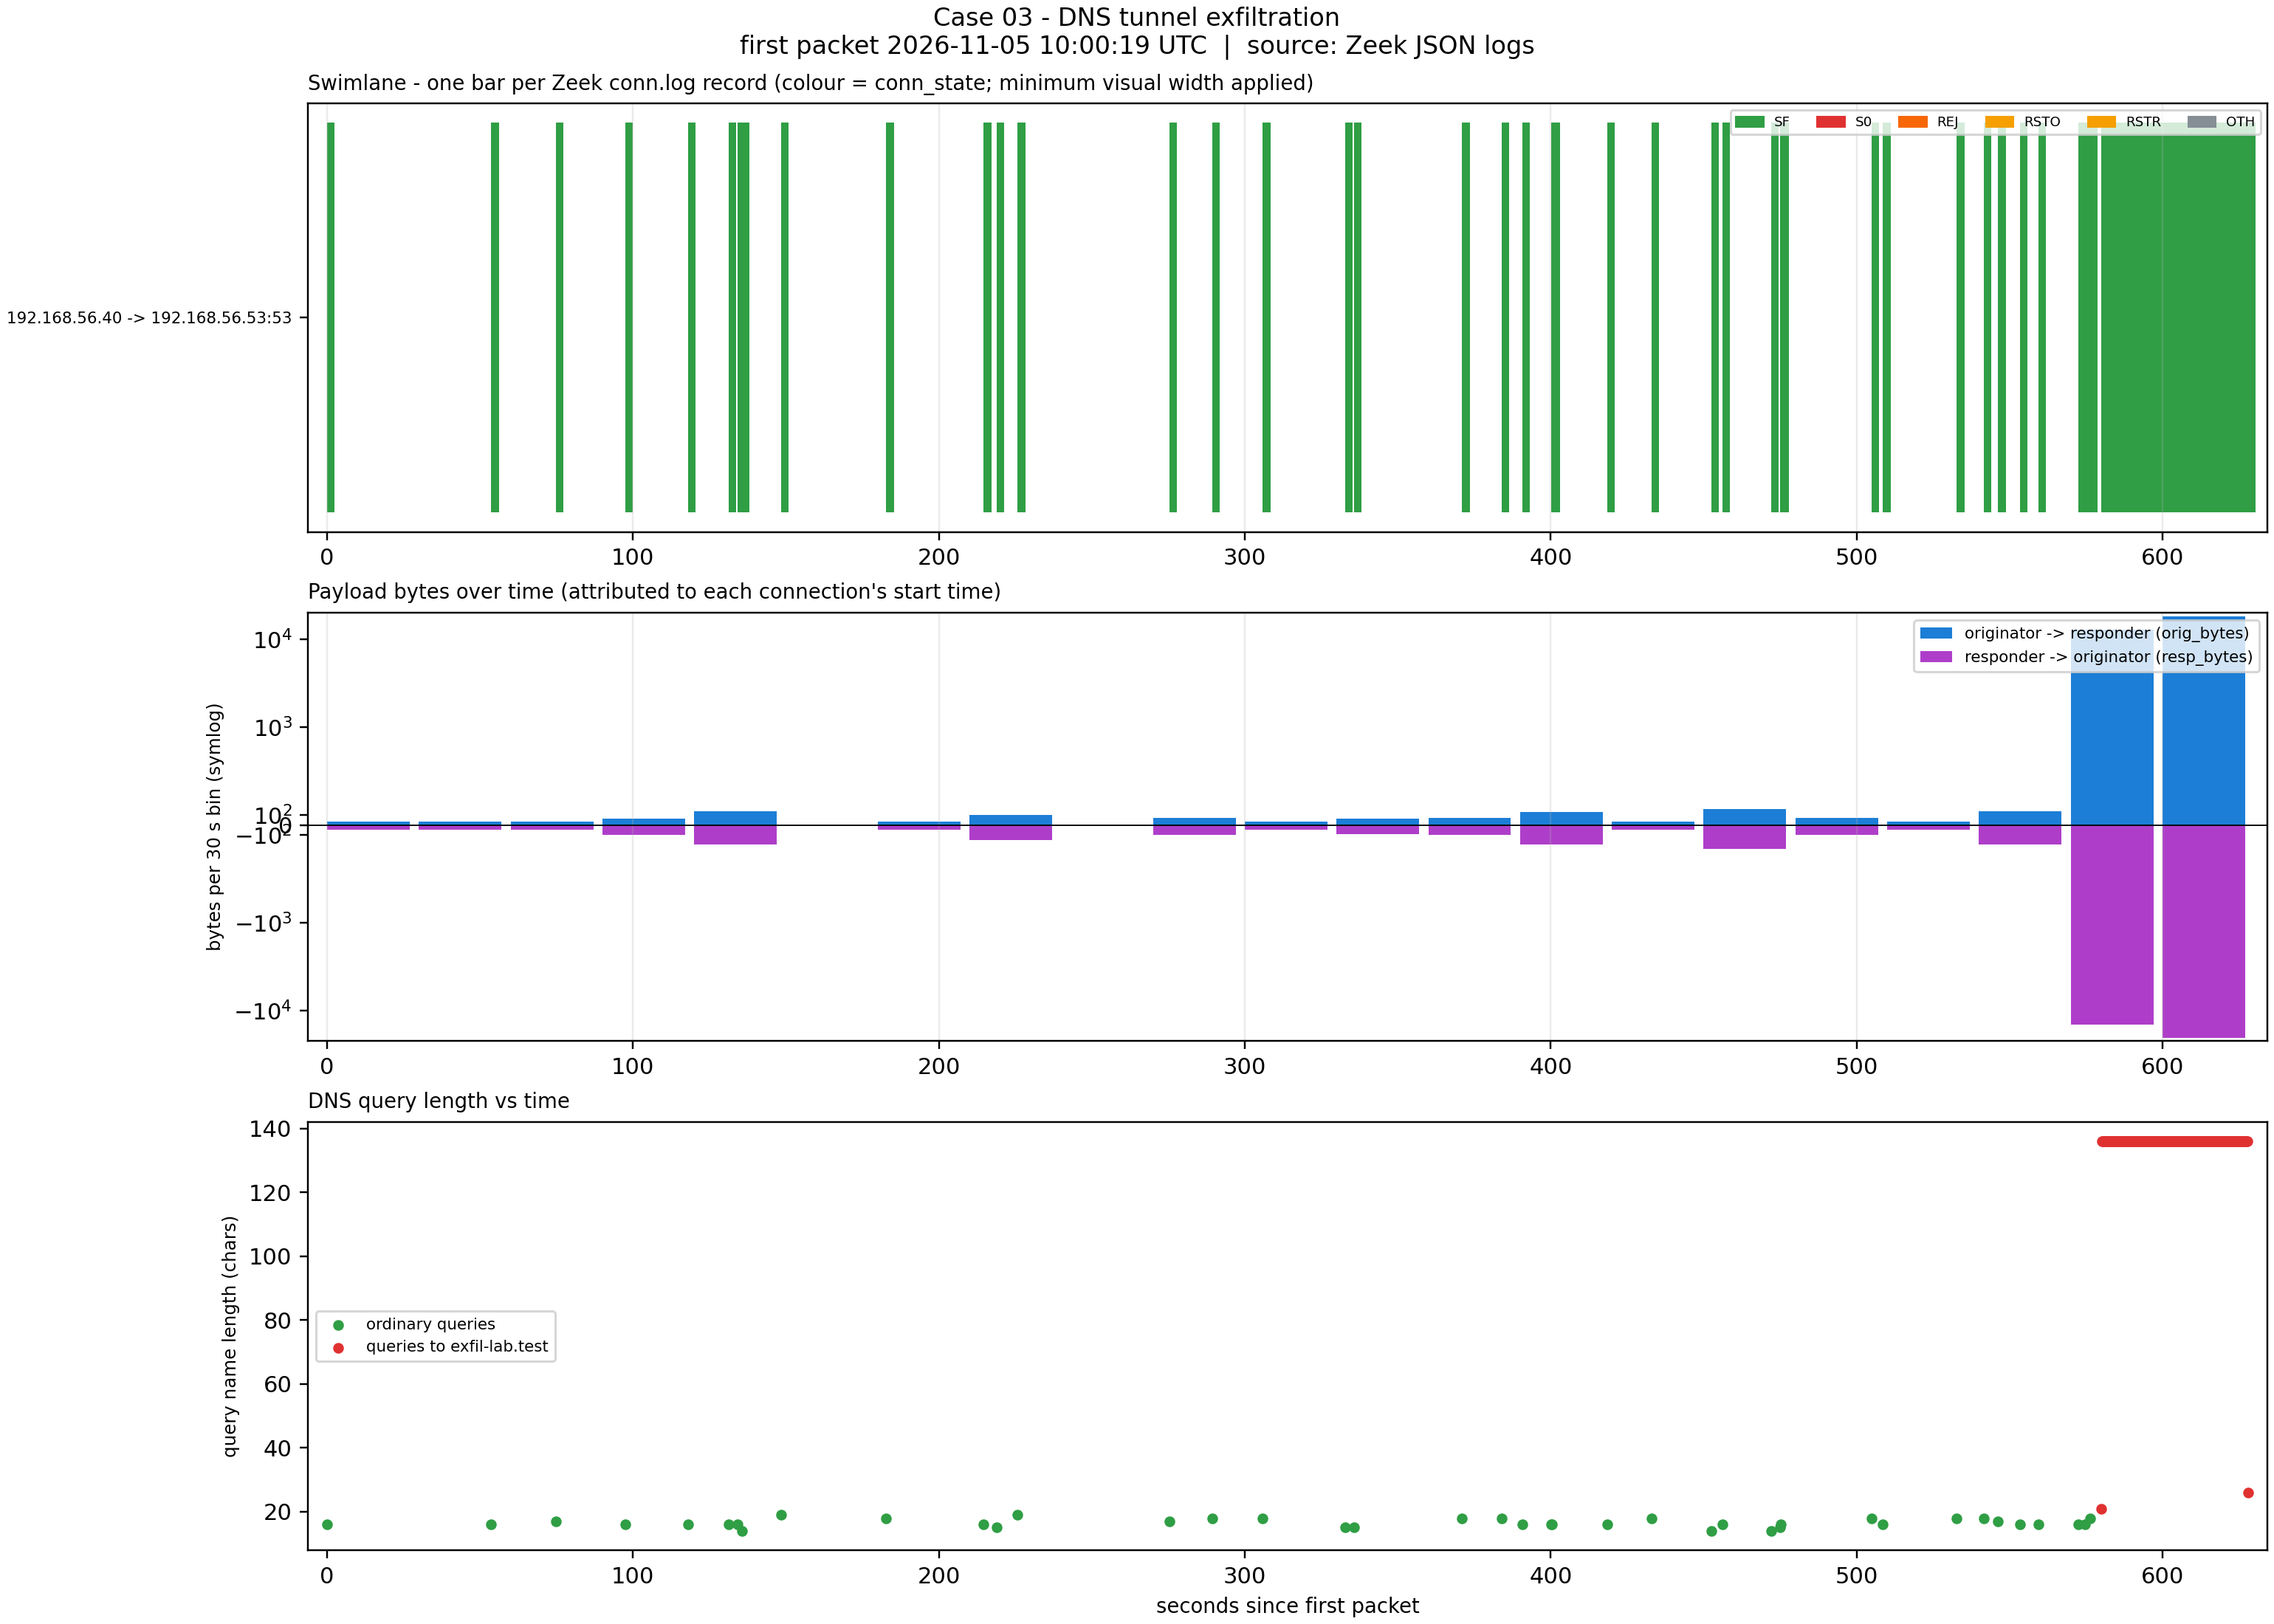 Case 03 - DNS tunnel exfiltration
first packet 2026-11-05 10:00:19 UTC | source: Zeek JSON logs
Swimlane - one bar per Zeek conn.log record (colour = conn_state; minimum visual width applied)
SF S0 REJ RSTO RSTR OTH
192.168.56.40 -> 192.168.56.53:53
0 100 200 300 400 500 600
Payload bytes over time (attributed to each connection's start time)
originator -> responder (orig_bytes)
responder -> originator (resp_bytes)
bytes per 30 s bin (symlog)
10⁴
10³
10²
0
−10²
−10³
−10⁴
0 100 200 300 400 500 600
DNS query length vs time
query name length (chars)
140
120
100
80
60
40
20
ordinary queries
queries to exfil-lab.test
0 100 200 300 400 500 600
seconds since first packet